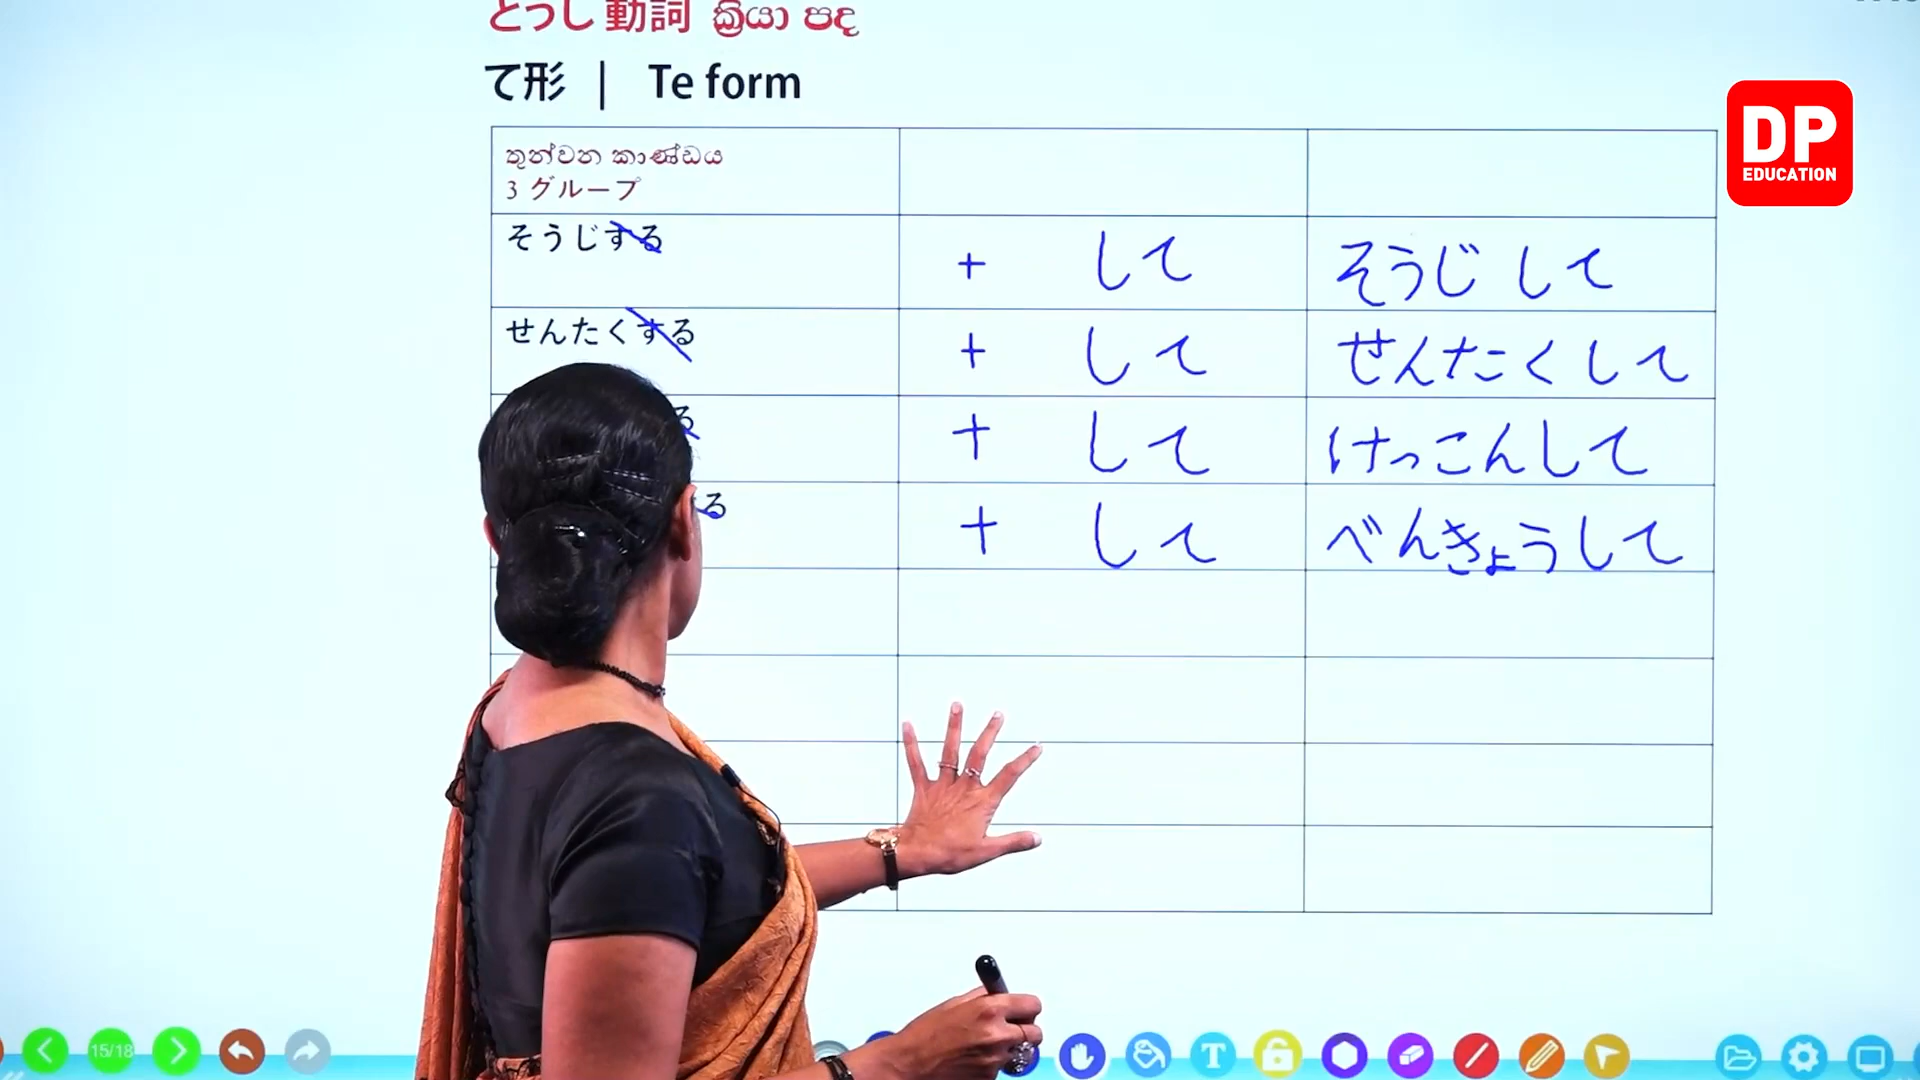 どうし 動詞 ක්‍රියා පද
て形 | Te form
DP
EDUCATION
තුන්වන කාණ්ඩය
3 グループ
そうじする + して そうじ して
せんたくする + して せんたくして
る + して けっこんして
る + して べんきょうして
15/18
T